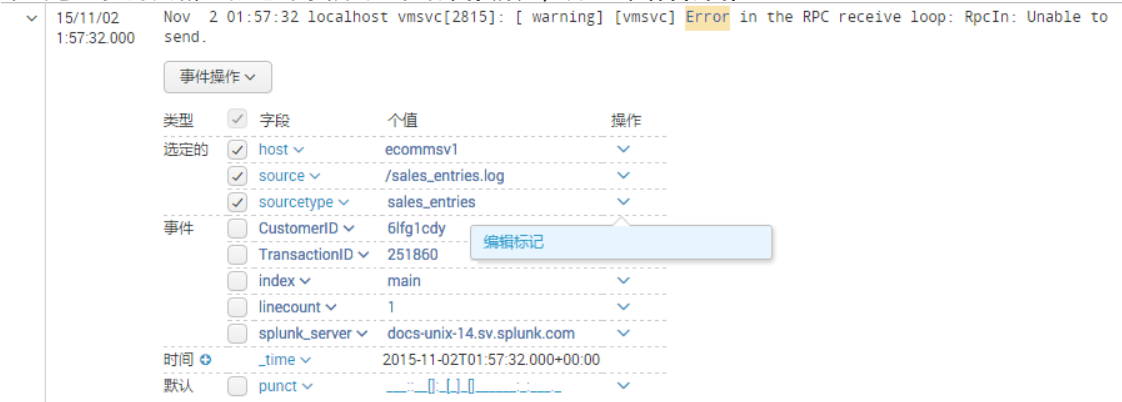 15/11/02 Nov 2 01:57:32 localhost vmsvc[2815]: [ warning] [vmsvc] Error in the RPC receive loop: RpcIn: Unable to
1:57:32.000 send.
事件操作
类型 字段 个值 操作
选定的 host ecommsv1
source /sales_entries.log
sourcetype sales_entries
事件 CustomerID 6lfg1cdy
编辑标记
TransactionID 251860
index main
linecount 1
splunk_server docs-unix-14.sv.splunk.com
时间 _time 2015-11-02T01:57:32.000+00:00
默认 punct